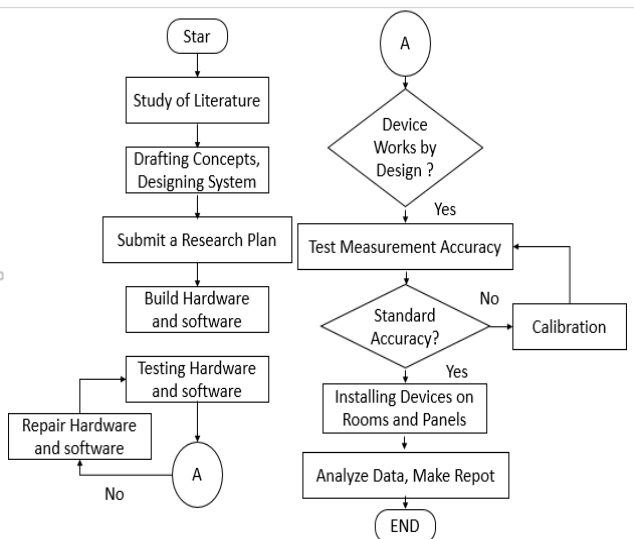 Star
Study of Literature
Drafting Concepts,
Designing System
Submit a Research Plan
Build Hardware
and software
Testing Hardware
and software
Repair Hardware
and software
No
A
A
Device
Works by
Design ?
Yes
Test Measurement Accuracy
Standard
Accuracy?
No
Calibration
Yes
Installing Devices on
Rooms and Panels
Analyze Data, Make Repot
END